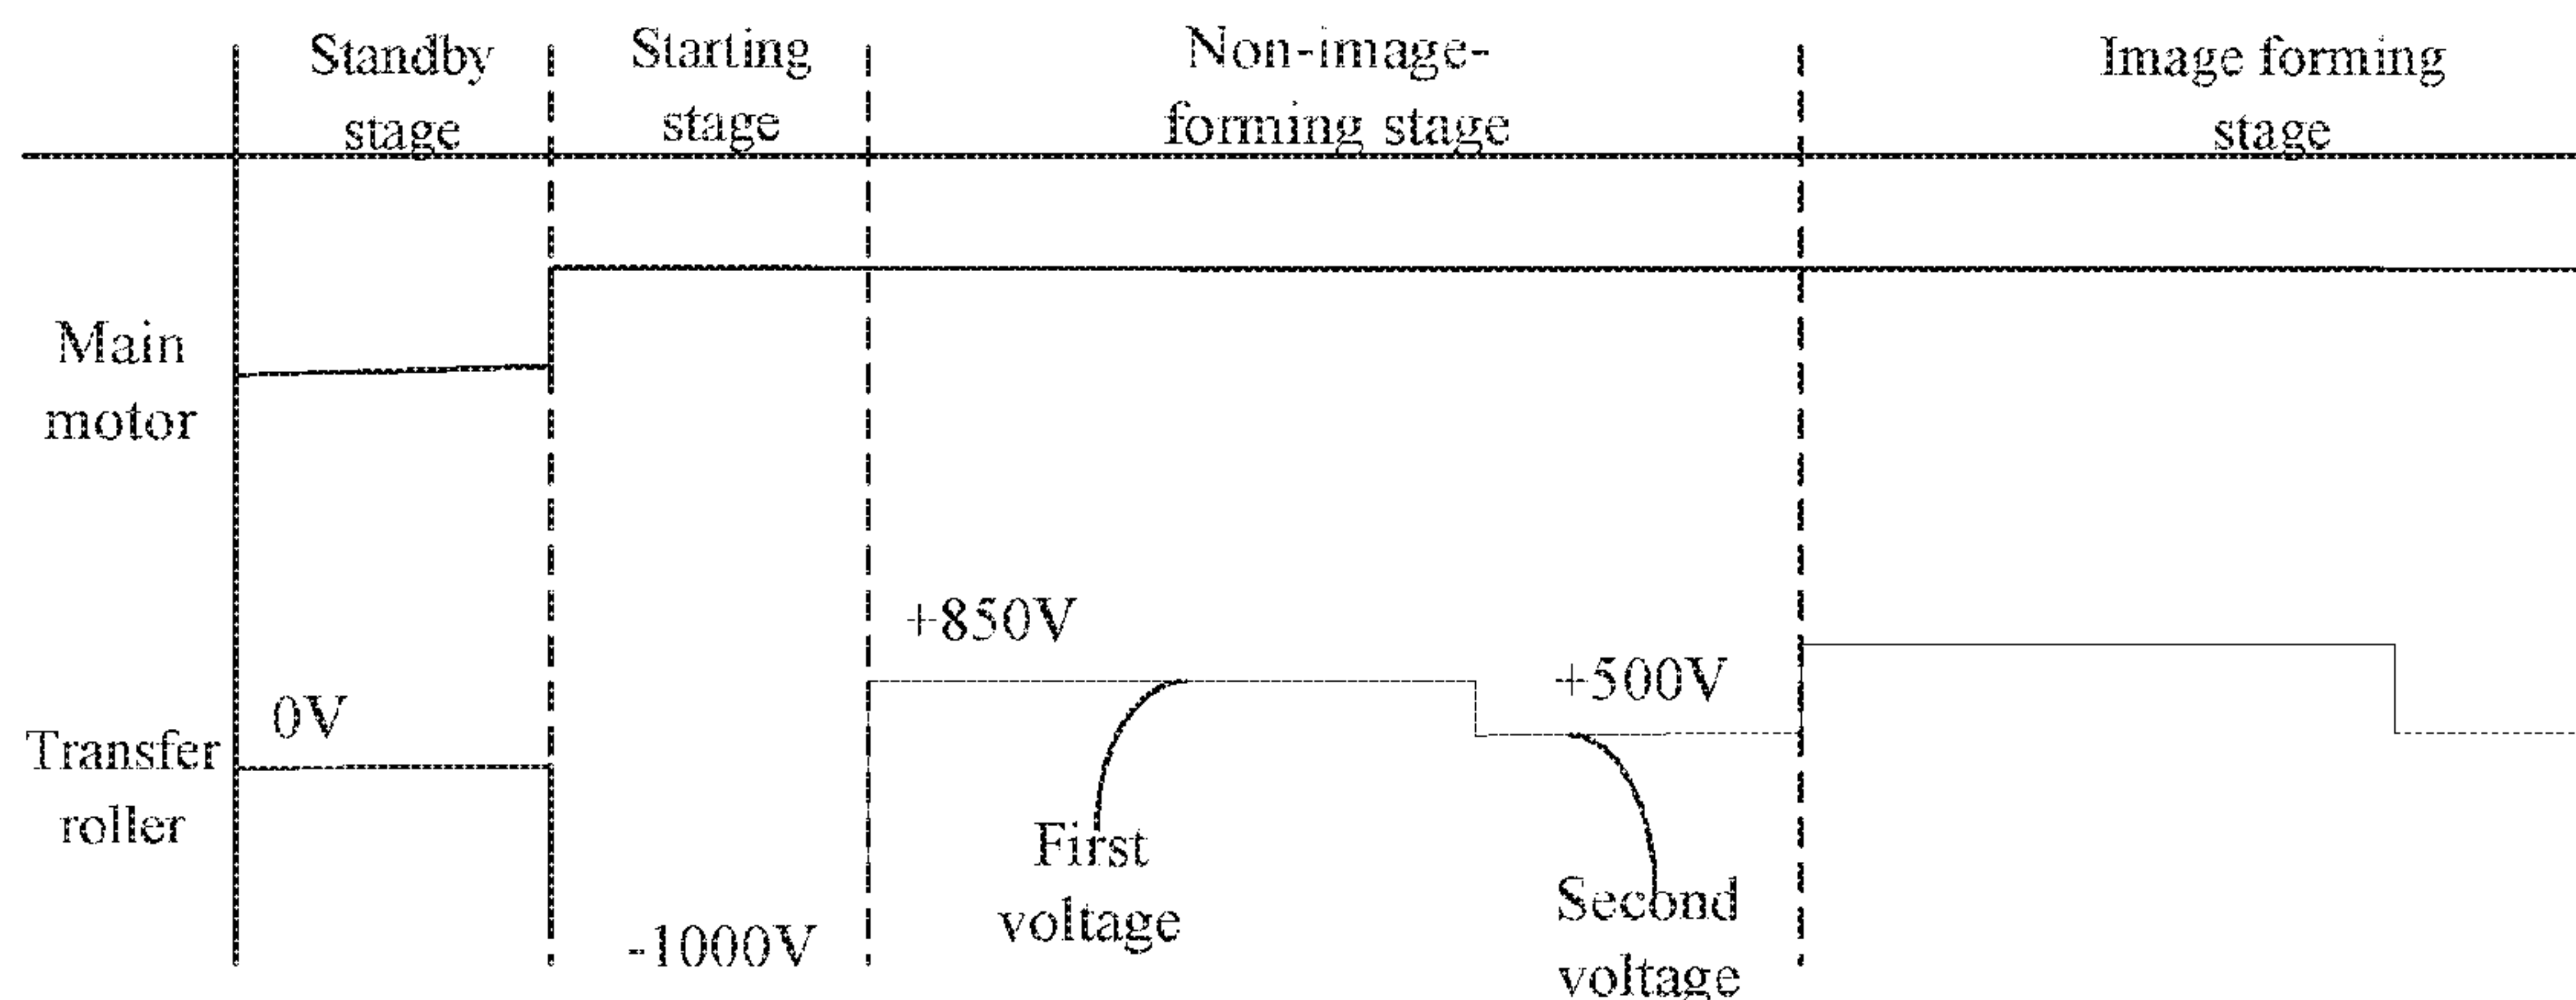 Standby
stage
Starting
stage
Non-image-
forming stage
Image forming
stage
Main
motor
Transfer
roller
0V
-1000V
+850V
First
voltage
+500V
Second
voltage